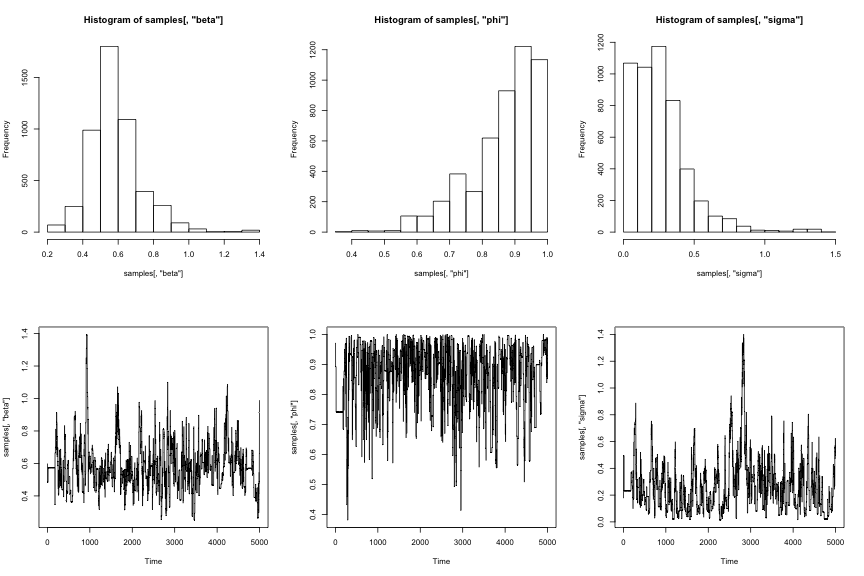 Histogram of samples[, "beta"]
Frequency
0 500 1000 1500
0.2 0.4 0.6 0.8 1.0 1.2 1.4
samples[, "beta"]
Histogram of samples[, "phi"]
Frequency
0 200 400 600 800 1000 1200
0.4 0.5 0.6 0.7 0.8 0.9 1.0
samples[, "phi"]
Histogram of samples[, "sigma"]
Frequency
0 200 400 600 800 1000 1200
0.0 0.5 1.0 1.5
samples[, "sigma"]
samples[, "beta"]
0.4 0.6 0.8 1.0 1.2 1.4
0 1000 2000 3000 4000 5000
Time
samples[, "phi"]
0.4 0.5 0.6 0.7 0.8 0.9 1.0
0 1000 2000 3000 4000 5000
Time
samples[, "sigma"]
0.0 0.2 0.4 0.6 0.8 1.0 1.2 1.4
0 1000 2000 3000 4000 5000
Time